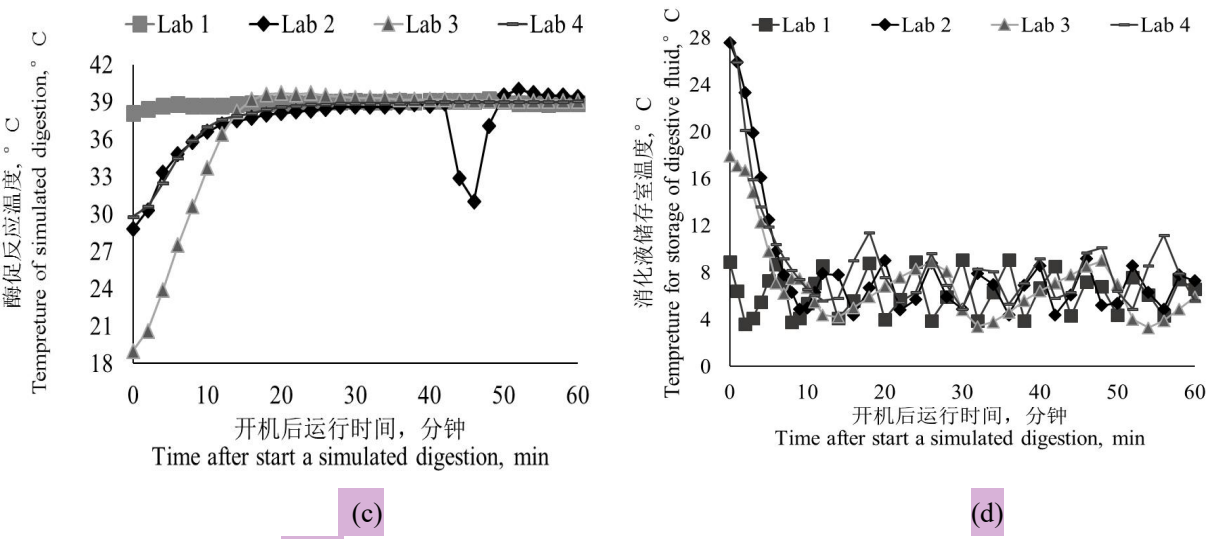 Lab 1 Lab 2 Lab 3 Lab 4
酶促反应温度,° C
Tempreture of simulated digestion,° C
42
39
36
33
30
27
24
21
18
0 10 20 30 40 50 60
开机后运行时间，分钟
Time after start a simulated digestion, min
(c)
Lab 1 Lab 2 Lab 3 Lab 4
消化液储存室温度,° C
Tempreture for storage of digestive fluid,° C
28
24
20
16
12
8
4
0
0 10 20 30 40 50 60
开机后运行时间，分钟
Time after start a simulated digestion, min
(d)